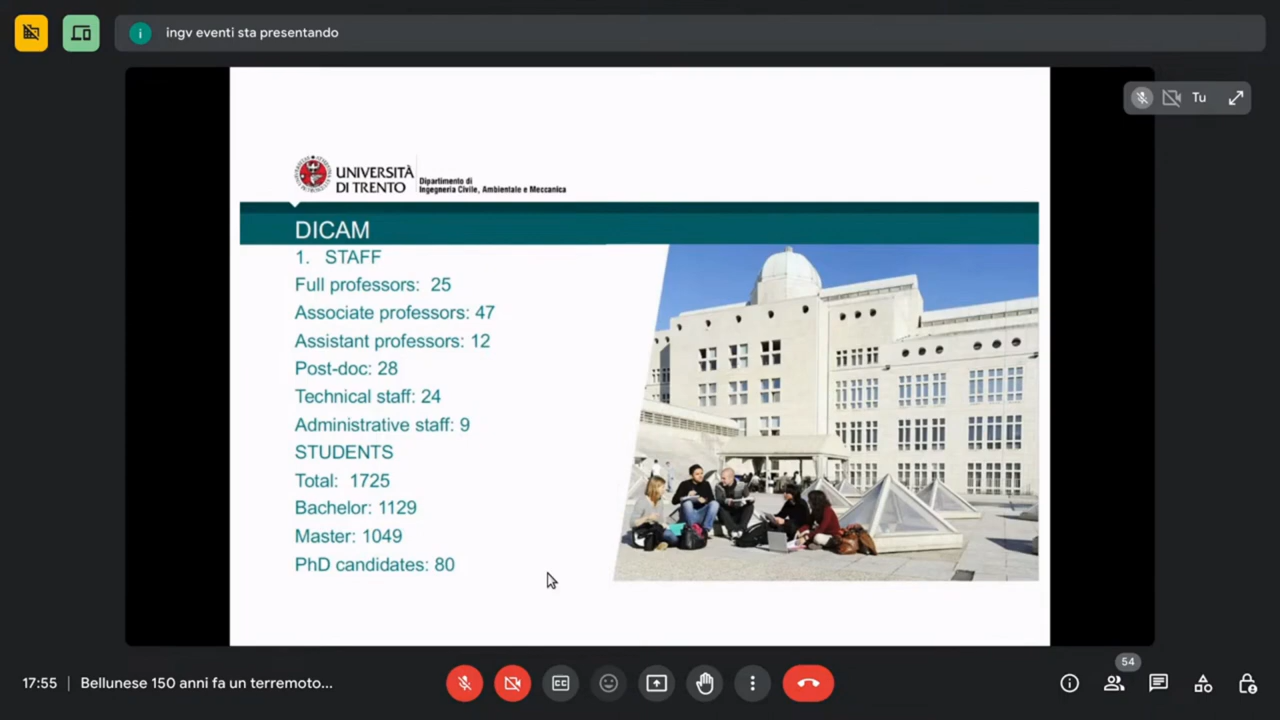 ingv eventi sta presentando
Tu
UNIVERSITÀ
DI TRENTO
Dipartimento di
Ingegneria Civile, Ambientale e Meccanica
DICAM
1. STAFF
Full professors: 25
Associate professors: 47
Assistant professors: 12
Post-doc: 28
Technical staff: 24
Administrative staff: 9
STUDENTS
Total: 1725
Bachelor: 1129
Master: 1049
PhD candidates: 80
17:55 | Bellunese 150 anni fa un terremoto...
CC
54